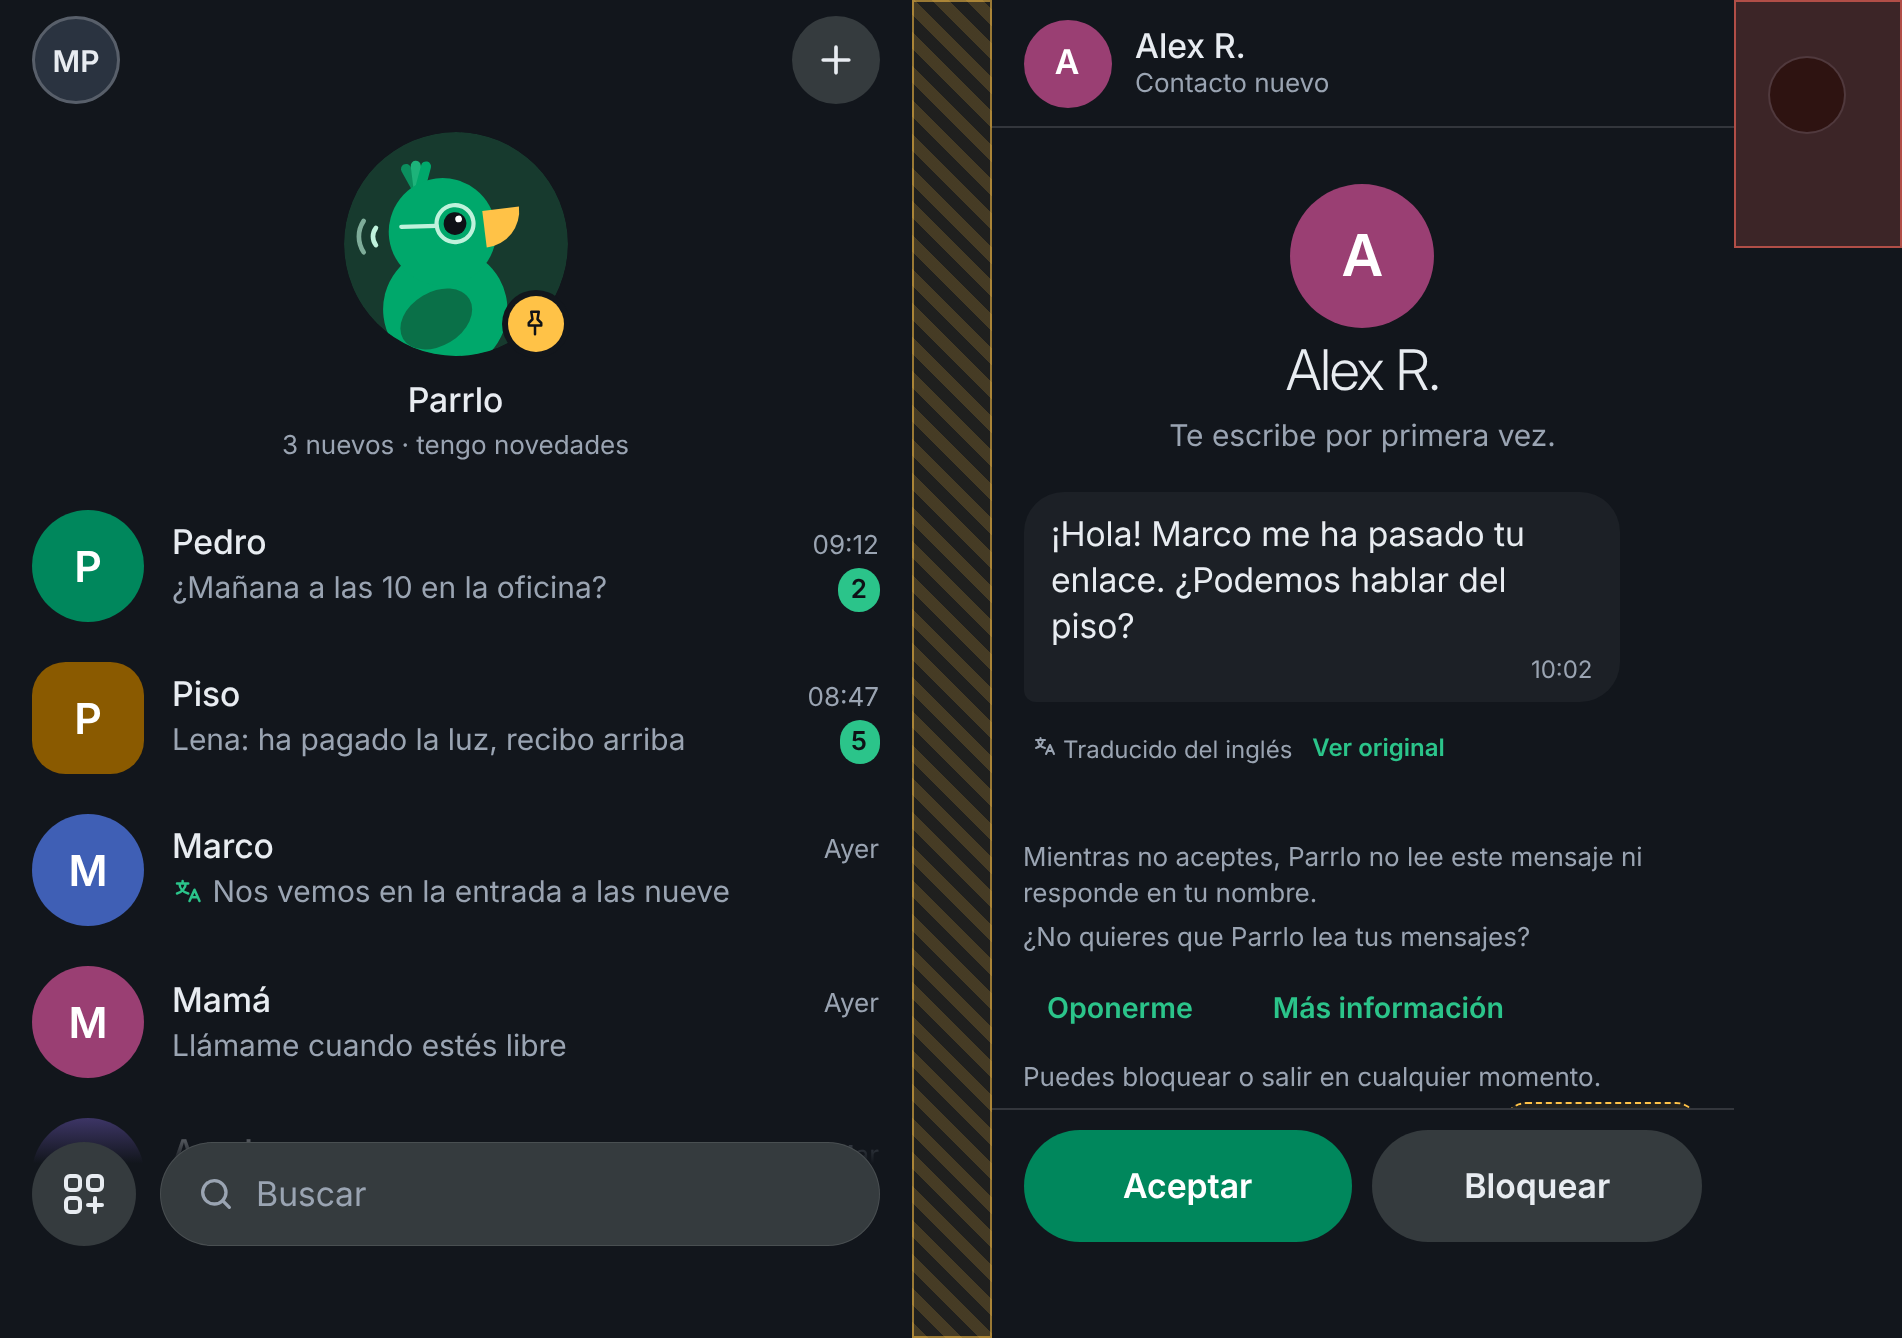 MP
Parrlo
3 nuevos · tengo novedades
P
Pedro
09:12
¿Mañana a las 10 en la oficina?
2
P
Piso
08:47
Lena: ha pagado la luz, recibo arriba
5
M
Marco
Ayer
Nos vemos en la entrada a las nueve
M
Mamá
Ayer
Llámame cuando estés libre
Buscar
A
Alex R.
Contacto nuevo
A
Alex R.
Te escribe por primera vez.
¡Hola! Marco me ha pasado tu
enlace. ¿Podemos hablar del
piso?
10:02
Traducido del inglés Ver original
Mientras no aceptes, Parrlo no lee este mensaje ni
responde en tu nombre.
¿No quieres que Parrlo lea tus mensajes?
Oponerme Más información
Puedes bloquear o salir en cualquier momento.
Aceptar Bloquear